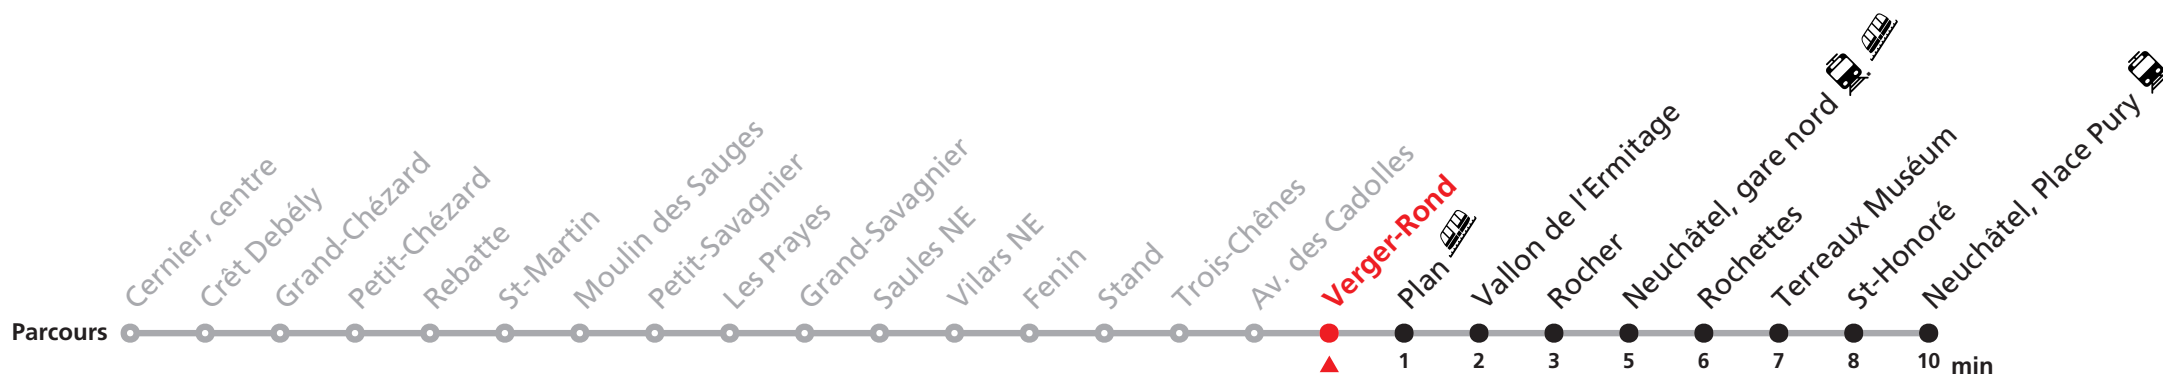 Parcours
Cernier, centre
Crêt Debély
Grand-Chézard
Petit-Chézard
Rebatte
St-Martin
Moulin des Sauges
Petit-Savagnier
Les Prayes
Grand-Savagnier
Saules NE
Vilars NE
Fenin
Stand
Trois-Chênes
Av. des Cadolles
Verger-Rond
Plan
Vallon de l'Ermitage
Rocher
Neuchâtel, gare nord
Rochettes
Terreaux Muséum
St-Honoré
Neuchâtel, Place Pury
1 2 3 5 6 7 8 10 min